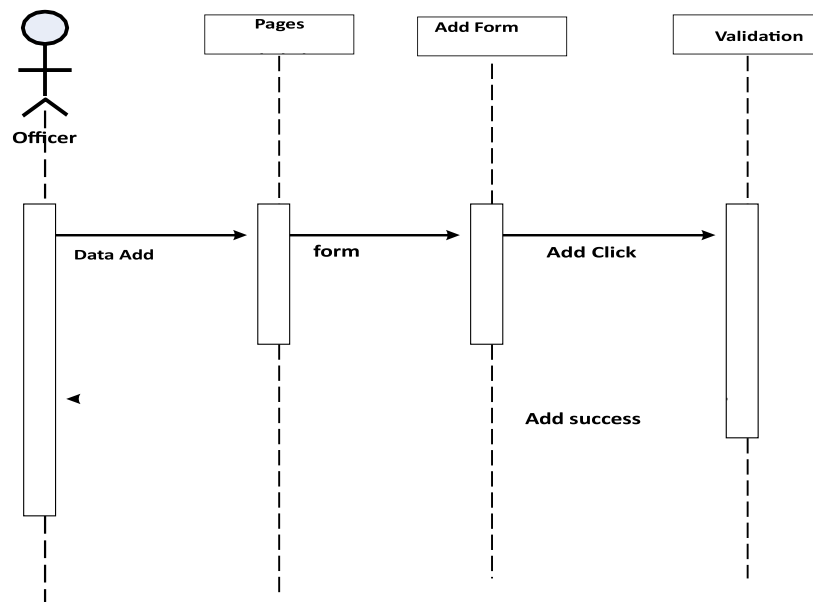 Pages
Add Form
Validation
Officer
Data Add
form
Add Click
Add success